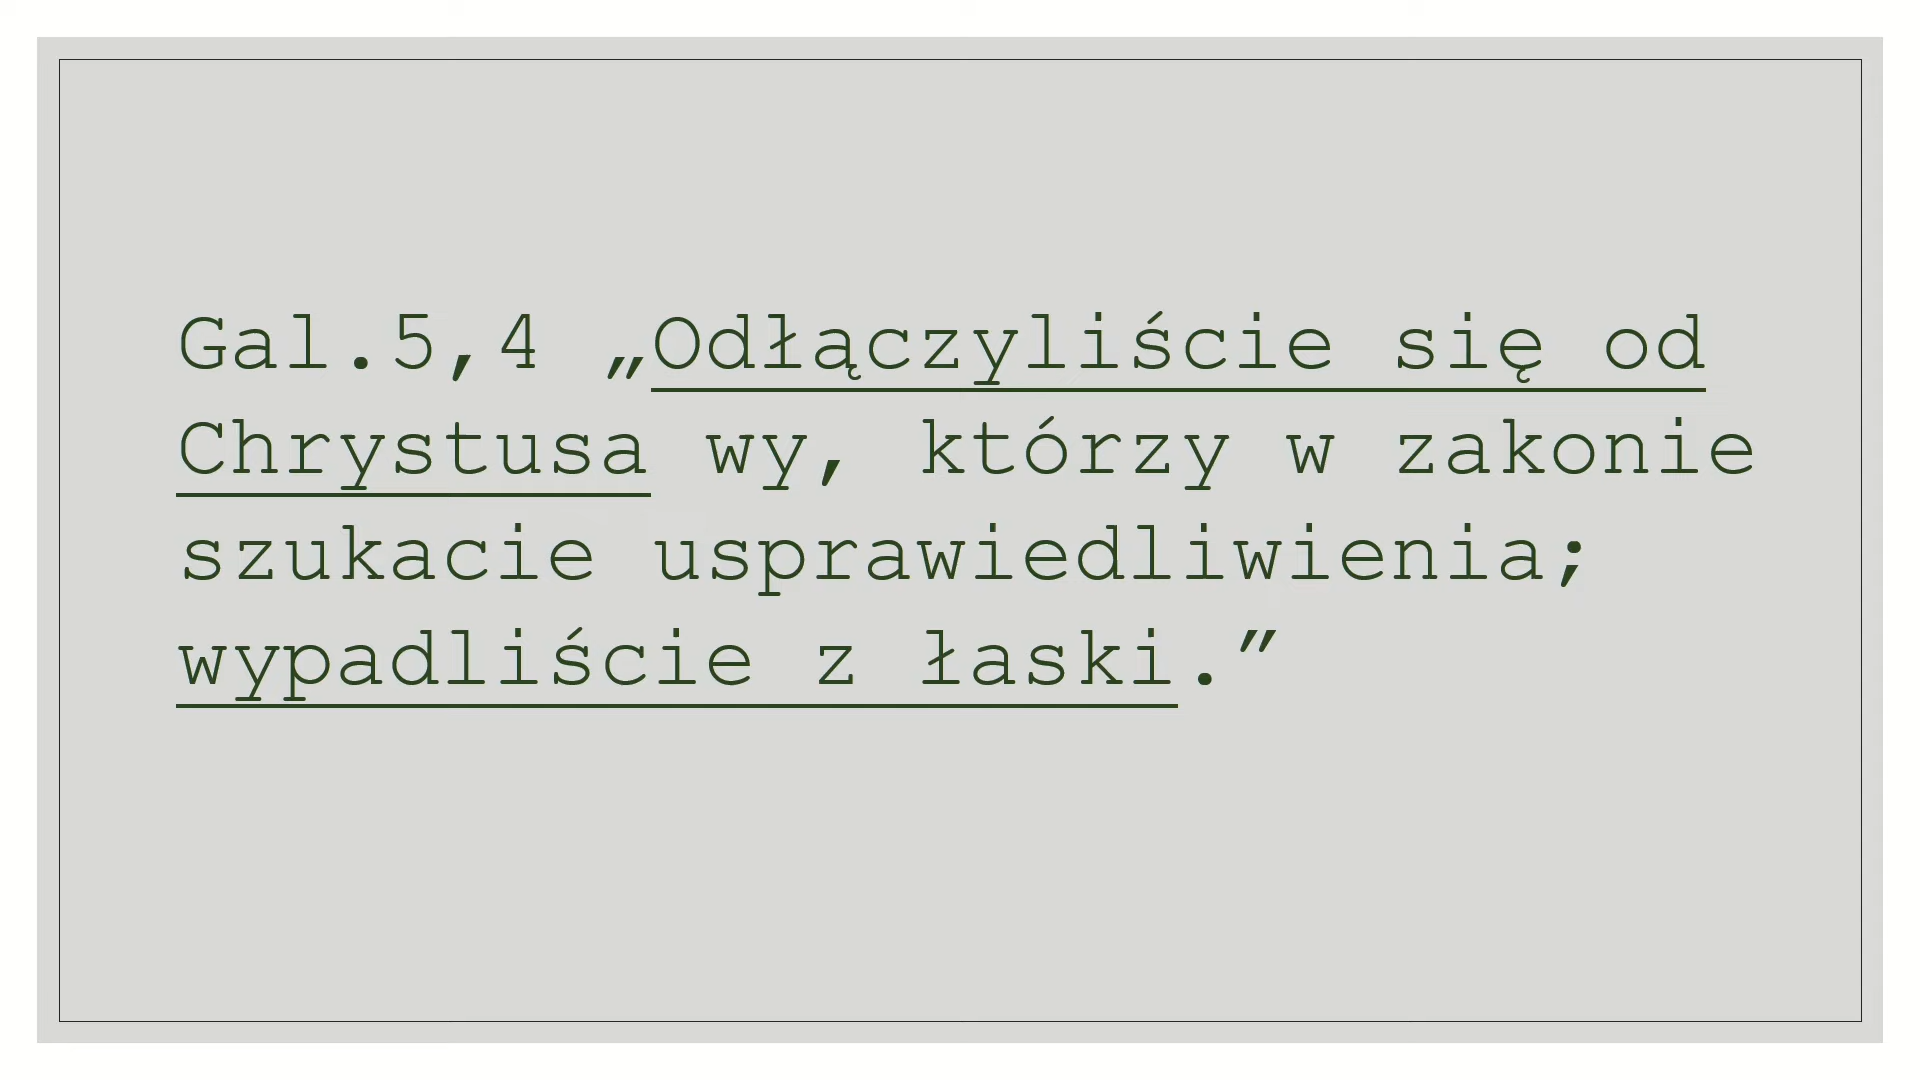 Gal.5,4 „Odłączyliście się od
Chrystusa wy, którzy w zakonie
szukacie usprawiedliwienia;
wypadliście z łaski.”